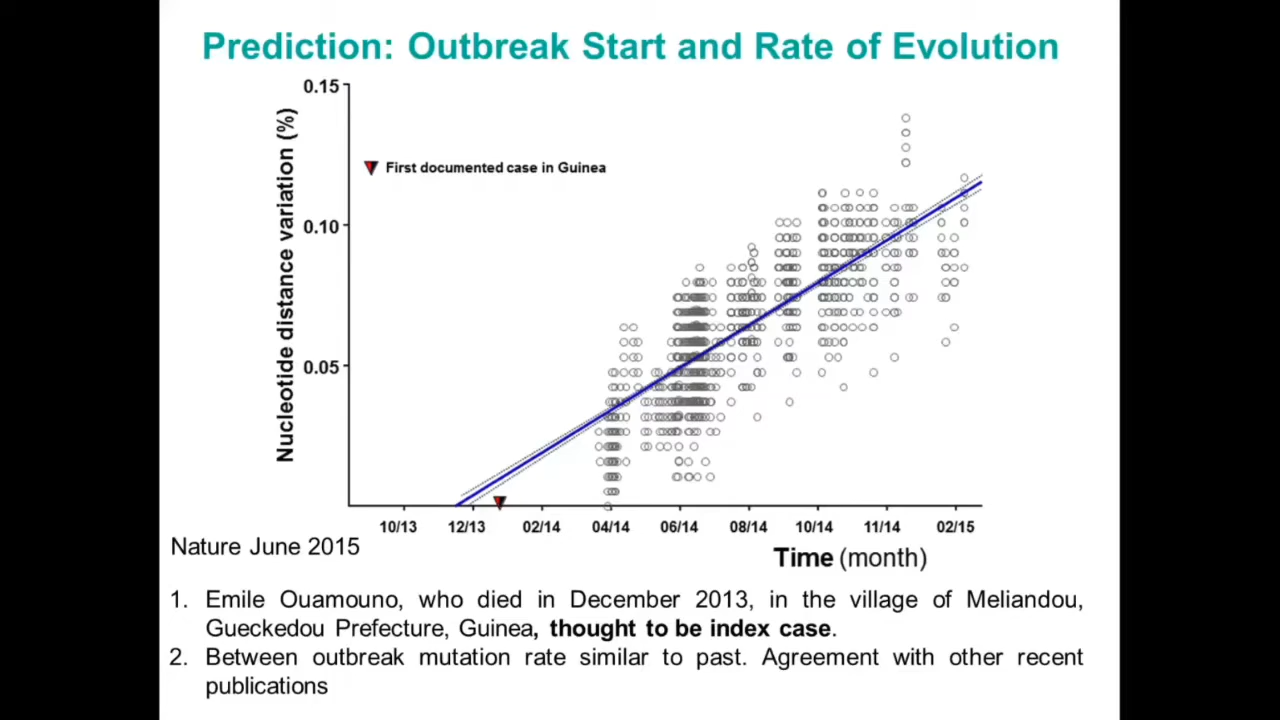 Prediction: Outbreak Start and Rate of Evolution
0.15
Nucleotide distance variation (%)
First documented case in Guinea
0.10
0.05
10/13 12/13 02/14 04/14 06/14 08/14 10/14 11/14 02/15
Nature June 2015
Time (month)
1. Emile Ouamouno, who died in December 2013, in the village of Meliandou,
Gueckedou Prefecture, Guinea, thought to be index case.
2. Between outbreak mutation rate similar to past. Agreement with other recent
publications